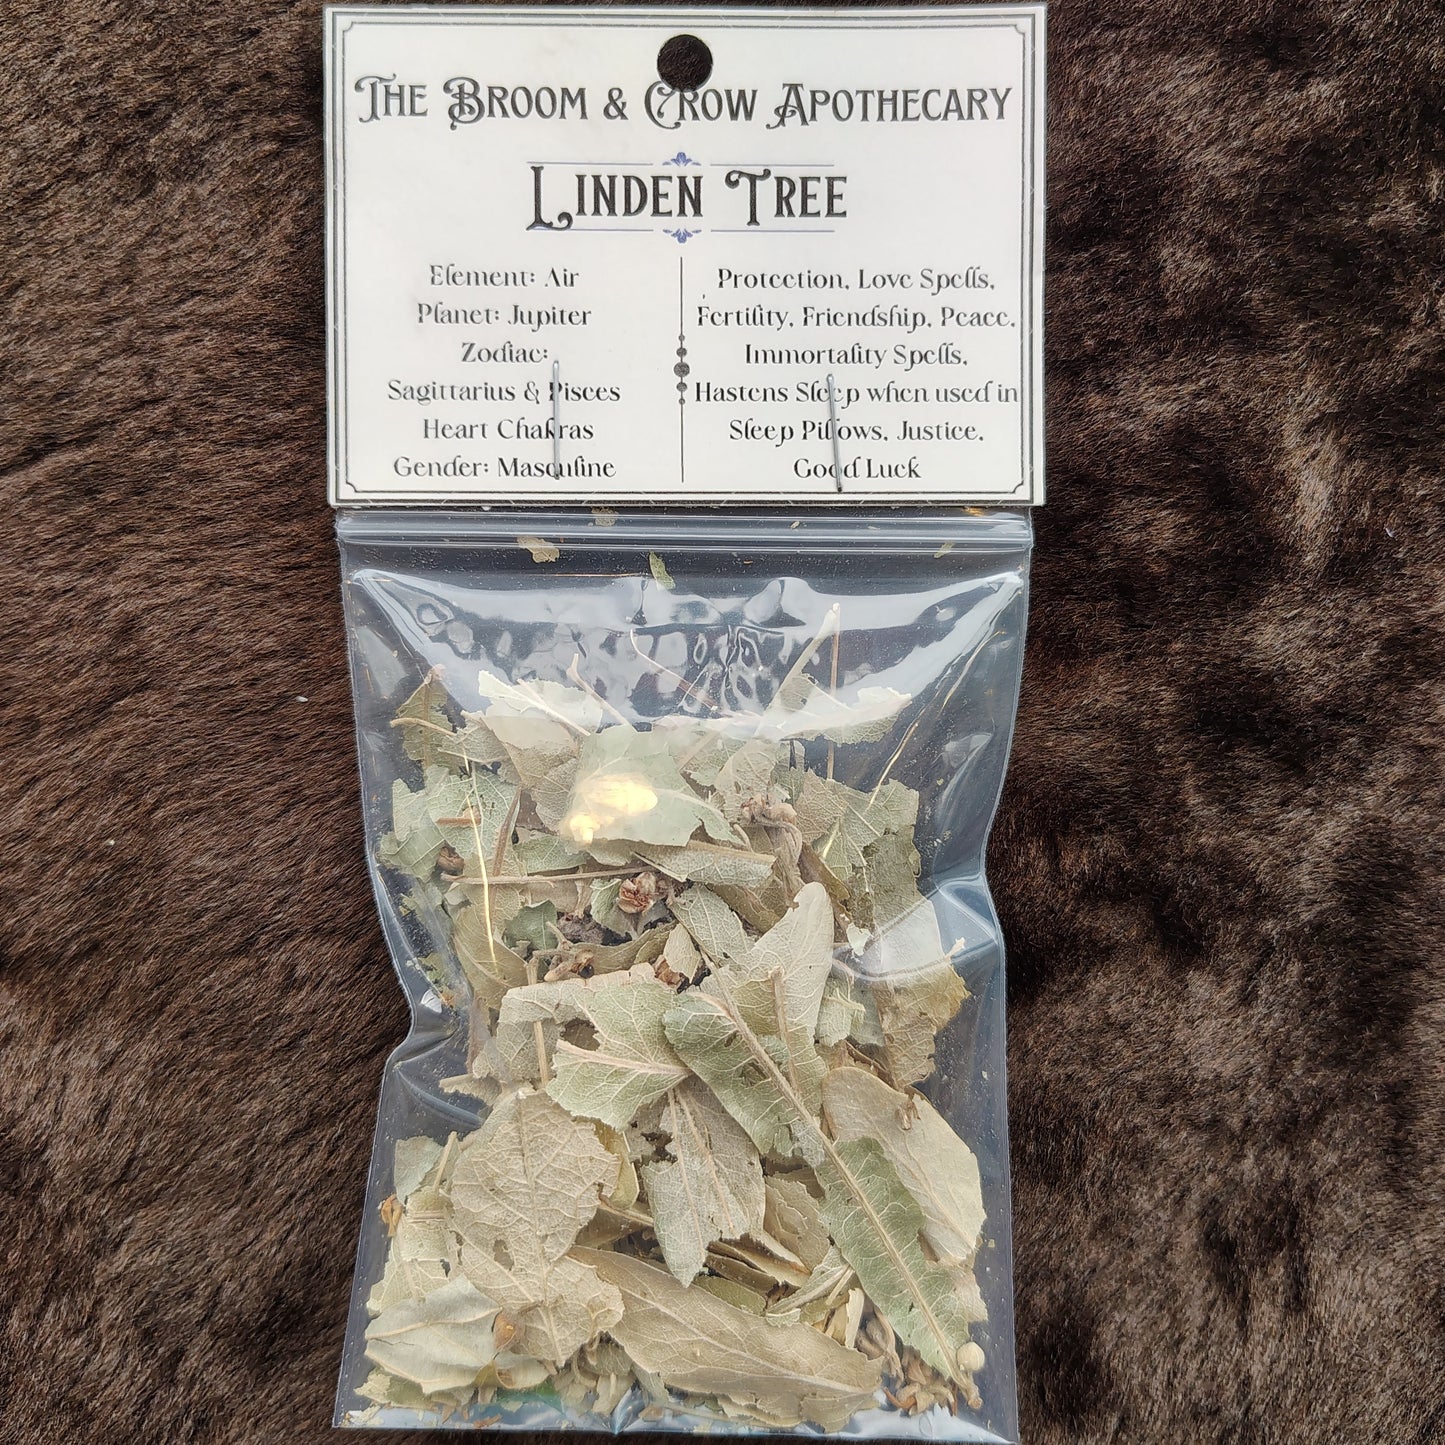 The Broom & Crow Apothecary
Linden Tree
Element: Air
Planet: Jupiter
Zodiac:
Sagittarius & Pisces
Heart Chakras
Gender: Masculine
Protection, Love Spells,
Fertility, Friendship, Peace,
Immortality Spells,
Hastens Sleep when used in
Sleep Pillows, Justice,
Good Luck